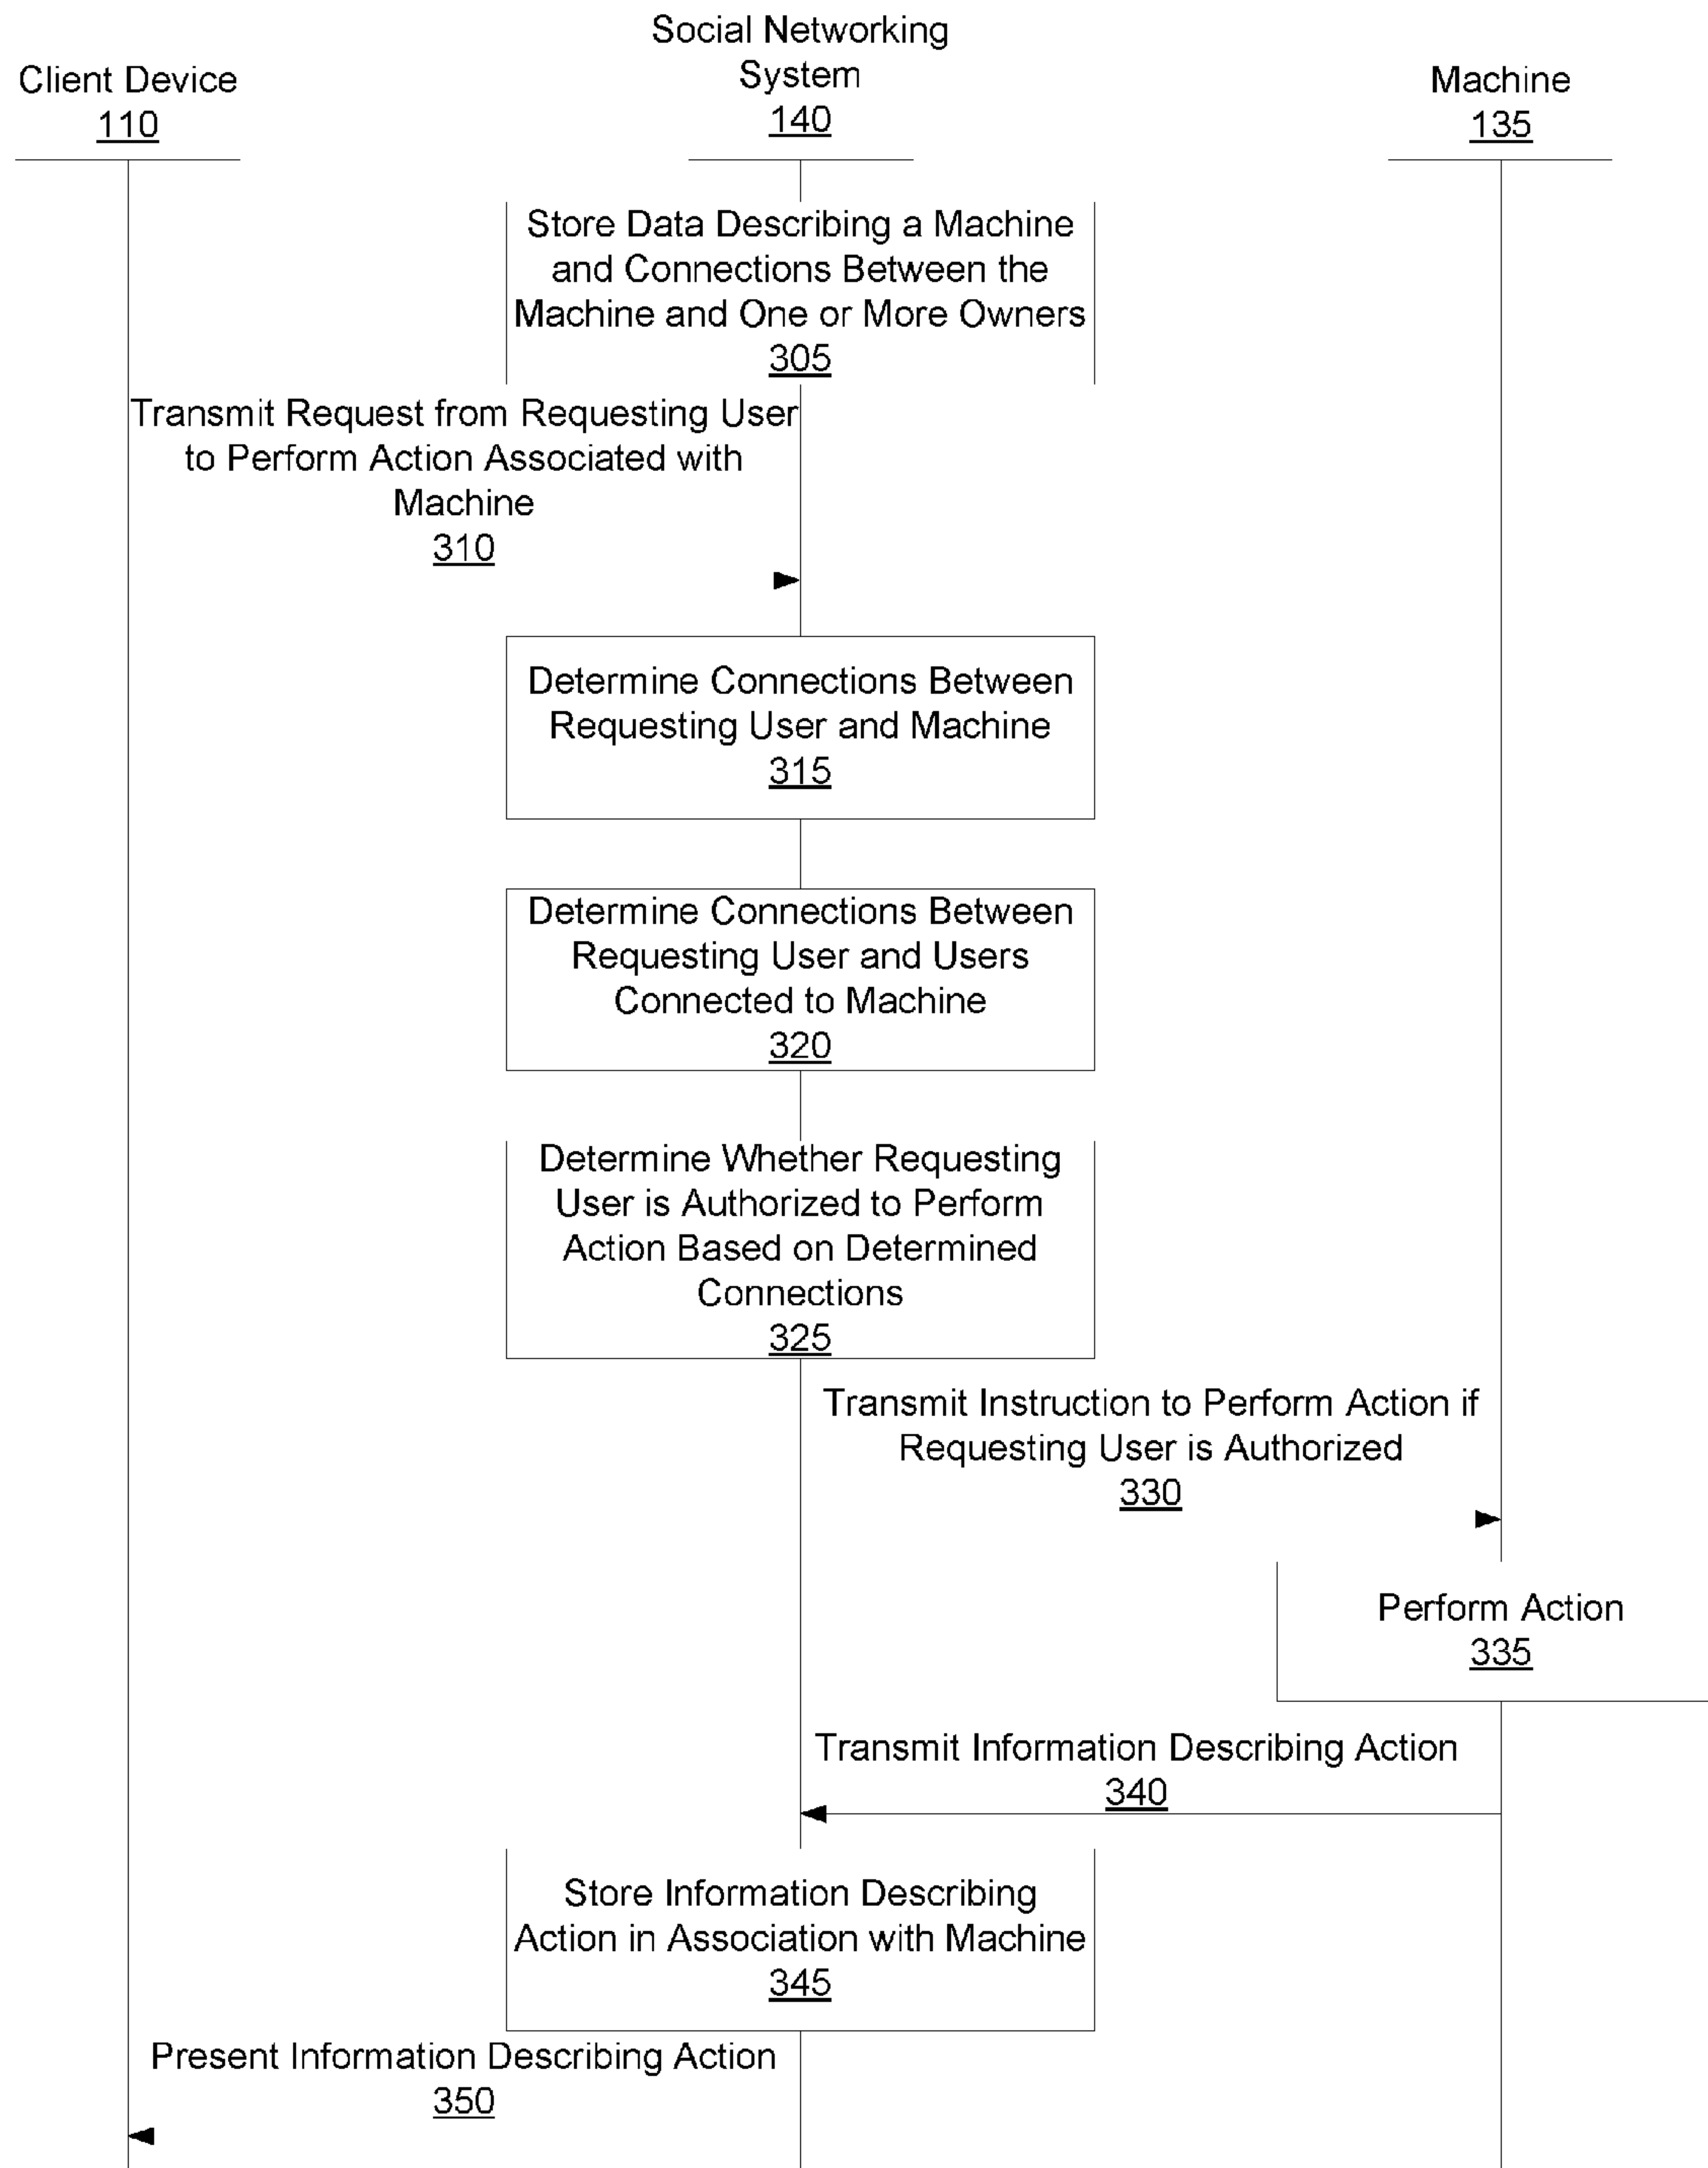 Social Networking
System
140
Client Device
110
Machine
135
Store Data Describing a Machine
and Connections Between the
Machine and One or More Owners
305
Transmit Request from Requesting User
to Perform Action Associated with
Machine
310
Determine Connections Between
Requesting User and Machine
315
Determine Connections Between
Requesting User and Users
Connected to Machine
320
Determine Whether Requesting
User is Authorized to Perform
Action Based on Determined
Connections
325
Transmit Instruction to Perform Action if
Requesting User is Authorized
330
Perform Action
335
Transmit Information Describing Action
340
Store Information Describing
Action in Association with Machine
345
Present Information Describing Action
350